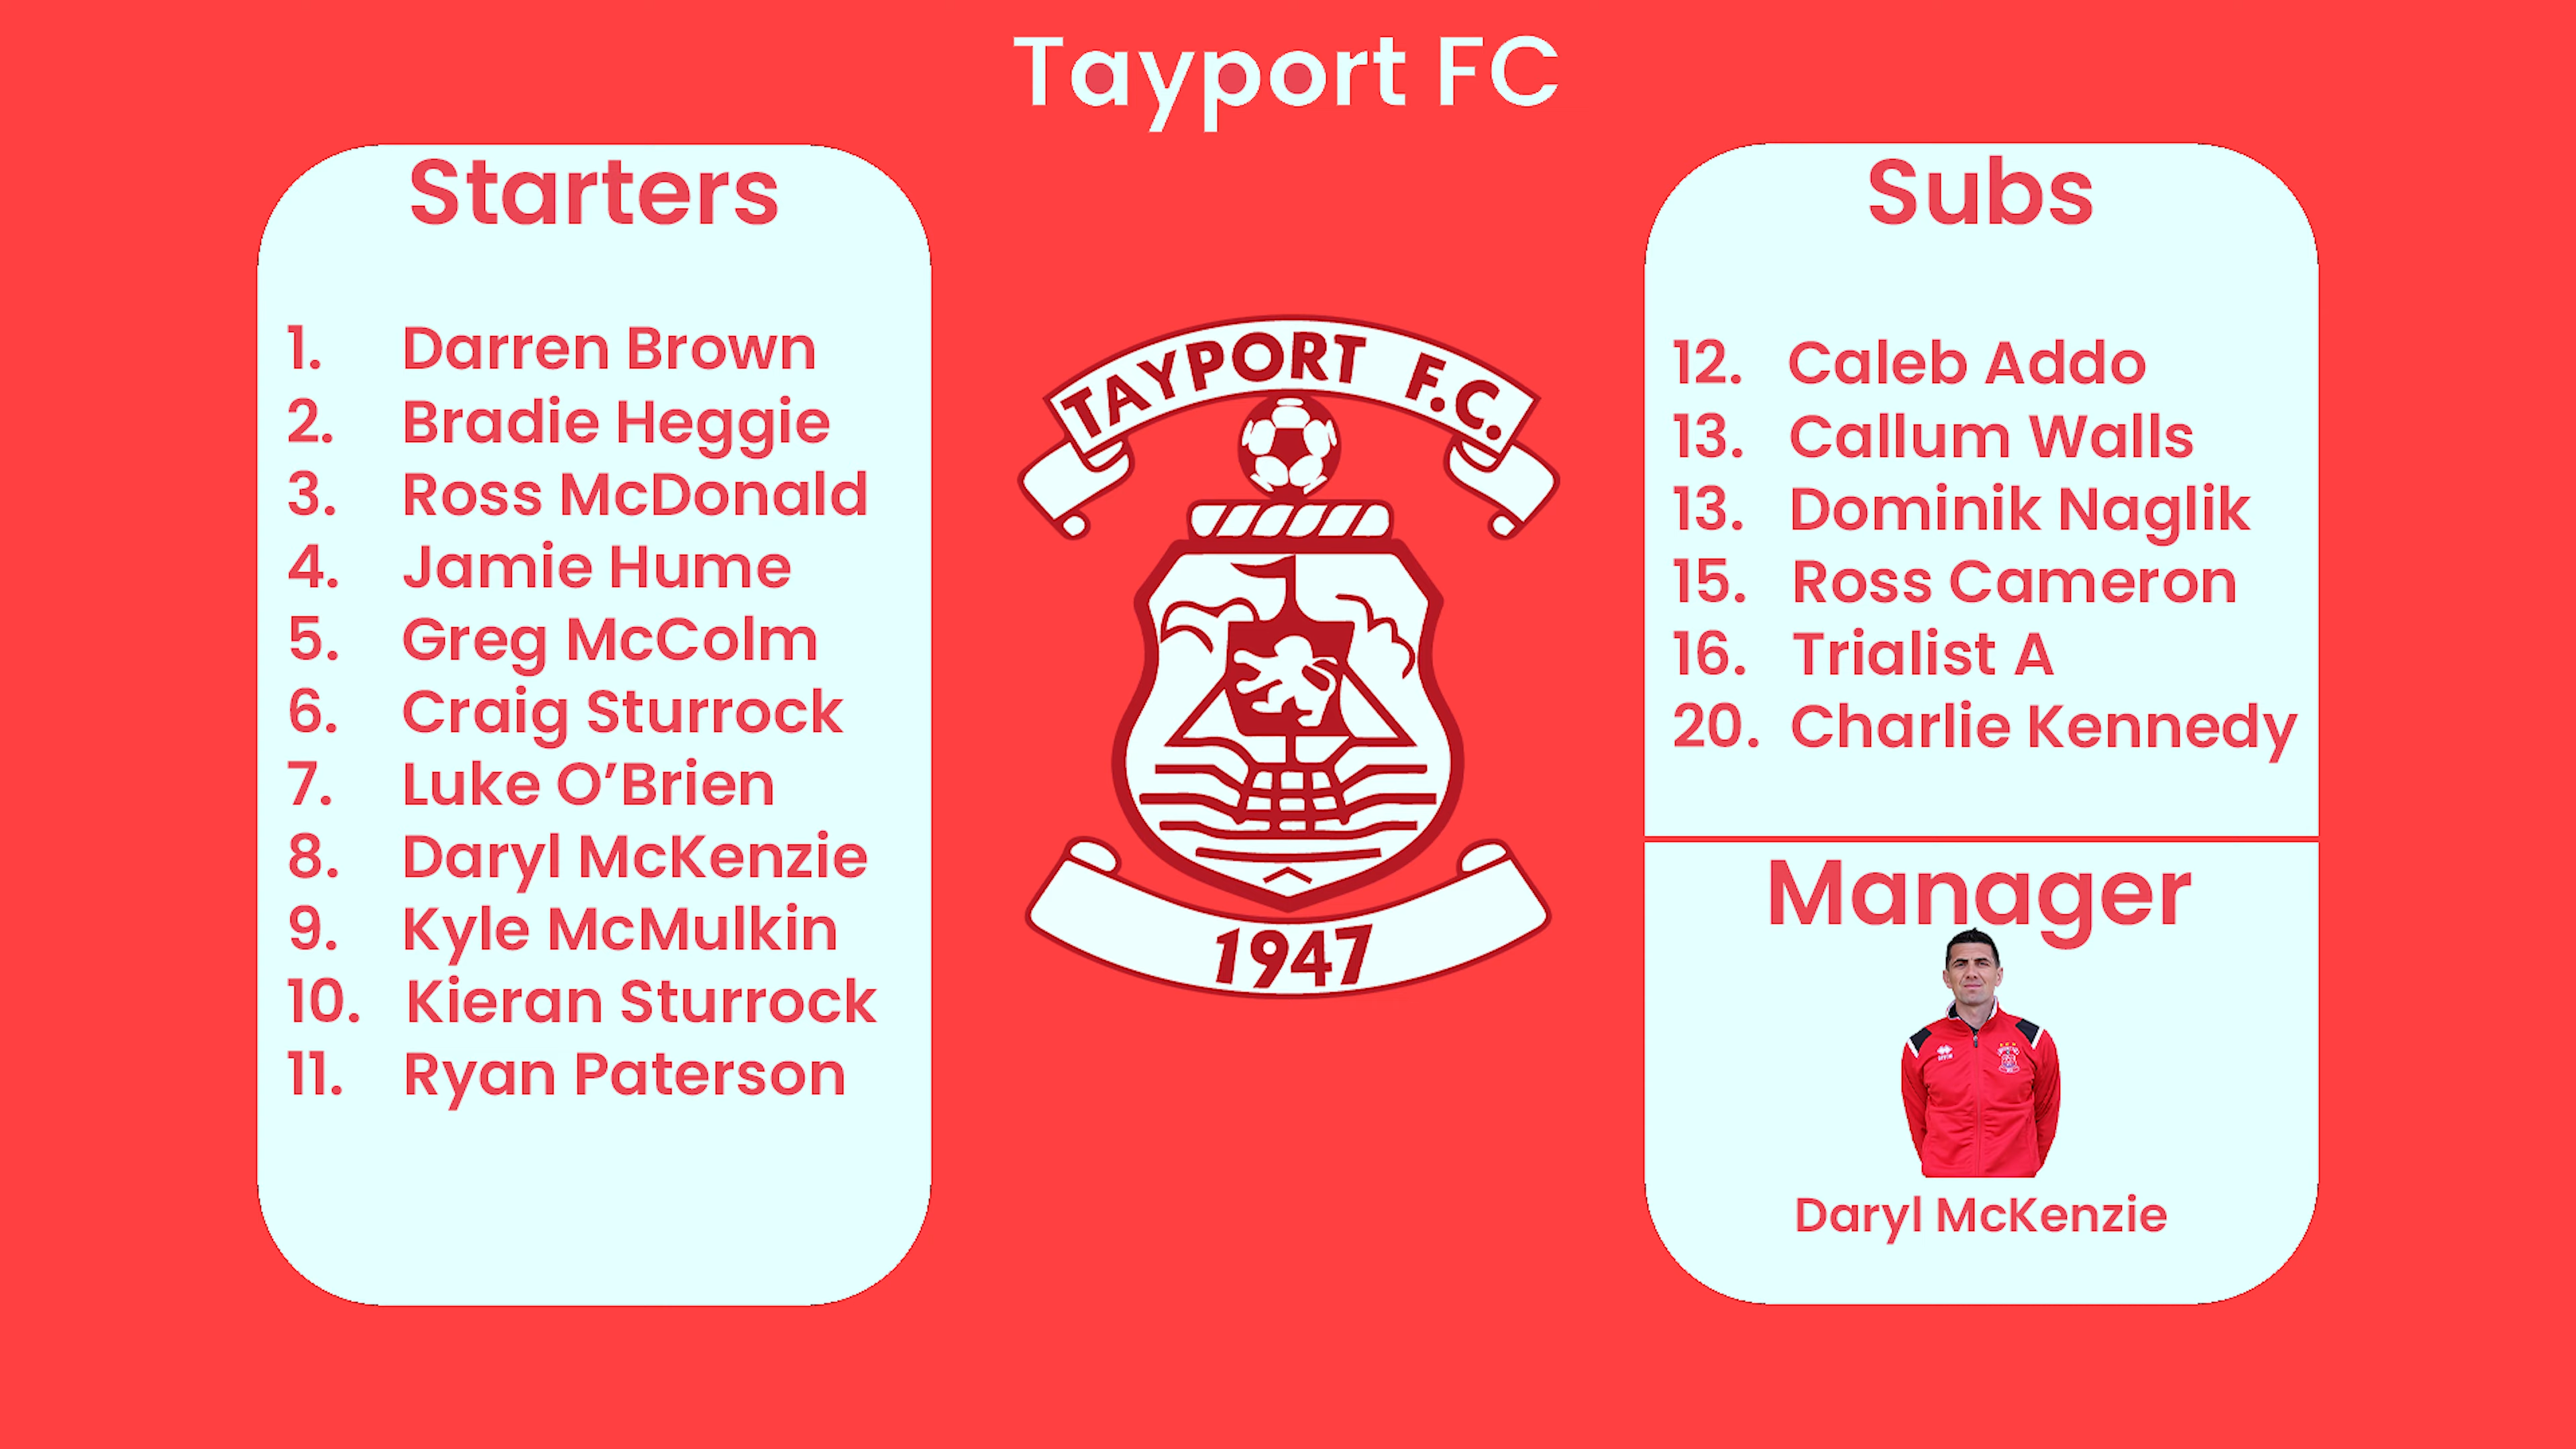 Tayport FC
Starters
1. Darren Brown
2. Bradie Heggie
3. Ross McDonald
4. Jamie Hume
5. Greg McColm
6. Craig Sturrock
7. Luke O’Brien
8. Daryl McKenzie
9. Kyle McMulkin
10. Kieran Sturrock
11. Ryan Paterson
TAYPORT F.C.
1947
Subs
12. Caleb Addo
13. Callum Walls
13. Dominik Naglik
15. Ross Cameron
16. Trialist A
20. Charlie Kennedy
Manager
Daryl McKenzie